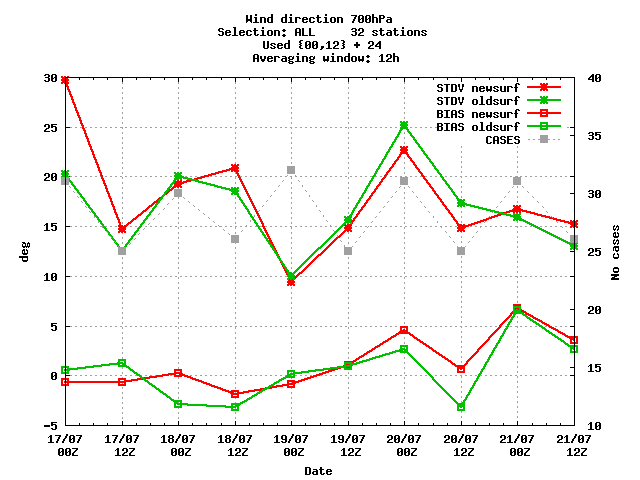 Wind direction 700hPa
Selection: ALL     32 stations
Used {00,12} + 24
Averaging window: 12h
STDV newsurf
STDV oldsurf
BIAS newsurf
BIAS oldsurf
CASES
deg
30
25
20
15
10
5
0
-5
No cases
40
35
30
25
20
15
10
17/07 17/07 18/07 18/07 19/07 19/07 20/07 20/07 21/07 21/07
00Z 12Z 00Z 12Z 00Z 12Z 00Z 12Z 00Z 12Z
Date